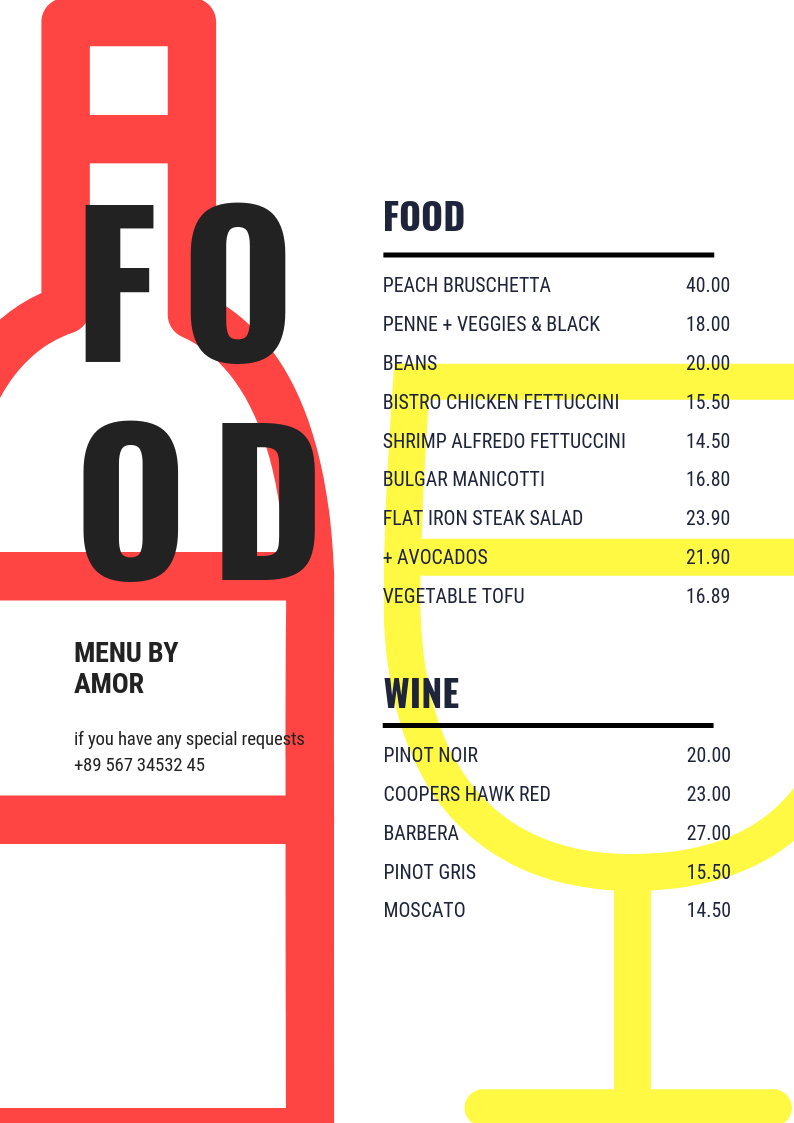 FO
OD
MENU BY
AMOR
if you have any special requests
+89 567 34532 45
FOOD
PEACH BRUSCHETTA 40.00
PENNE + VEGGIES & BLACK 18.00
BEANS 20.00
BISTRO CHICKEN FETTUCCINI 15.50
SHRIMP ALFREDO FETTUCCINI 14.50
BULGAR MANICOTTI 16.80
FLAT IRON STEAK SALAD 23.90
+ AVOCADOS 21.90
VEGETABLE TOFU 16.89
WINE
PINOT NOIR 20.00
COOPERS HAWK RED 23.00
BARBERA 27.00
PINOT GRIS 15.50
MOSCATO 14.50